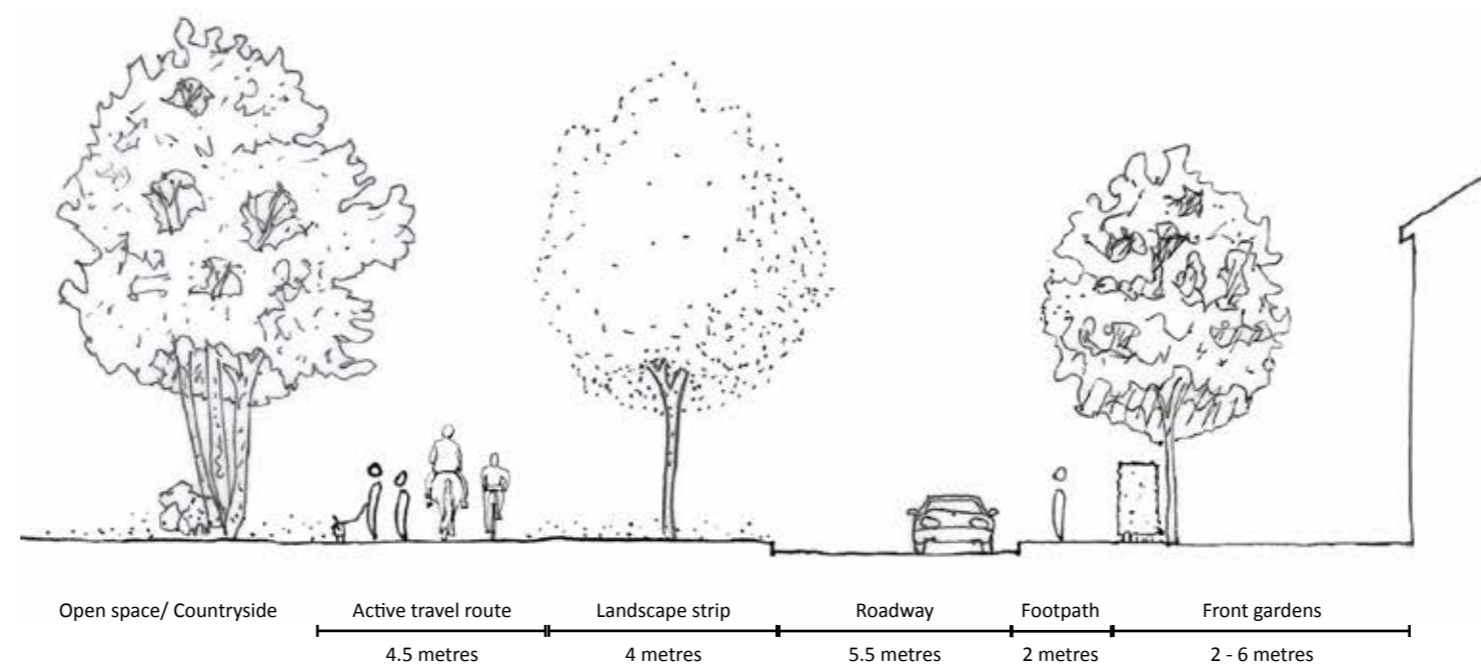 Open space/ Countryside Active travel route Landscape strip Roadway Footpath Front gardens
4.5 metres 4 metres 5.5 metres 2 metres 2 - 6 metres